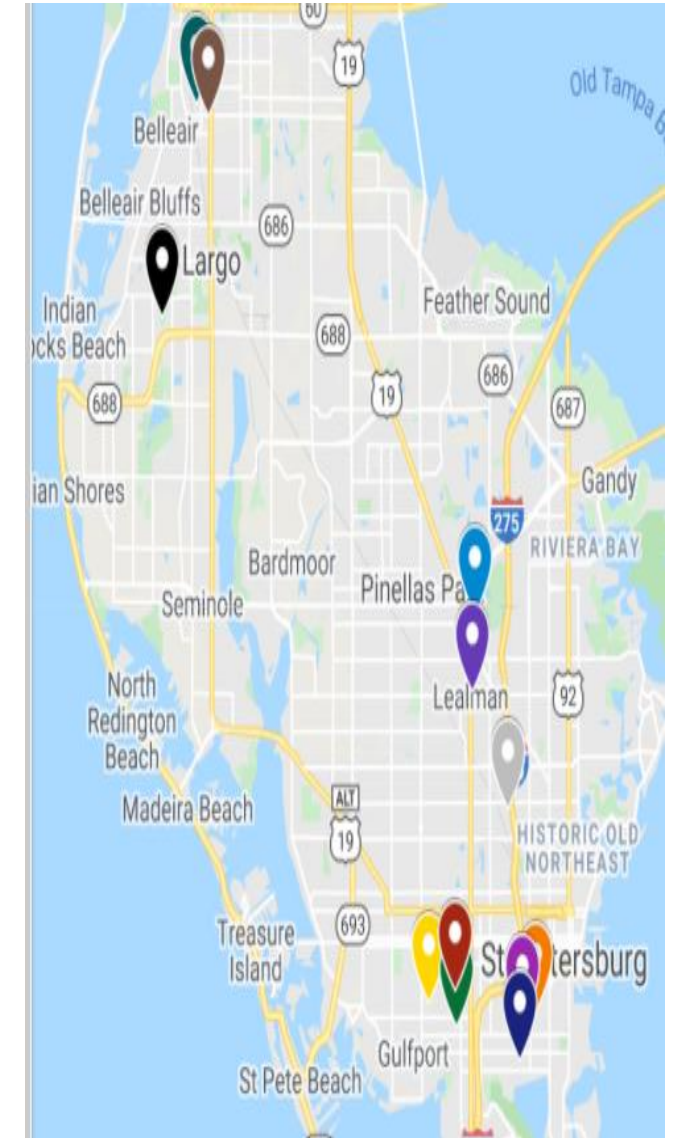 60
19
Old Tampa B
Belleair
Belleair Bluffs
686
Largo
Feather Sound
Indian
ocks Beach
688
686
19
688
687
ian Shores
Gandy
275
RIVIERA BAY
Bardmoor
Pinellas Pa
Seminole
Lealman
92
North
Redington
Beach
ALT
19
Madeira Beach
HISTORIC OLD
NORTHEAST
693
Treasure
Island
St tersburg
Gulfport
St Pete Beach